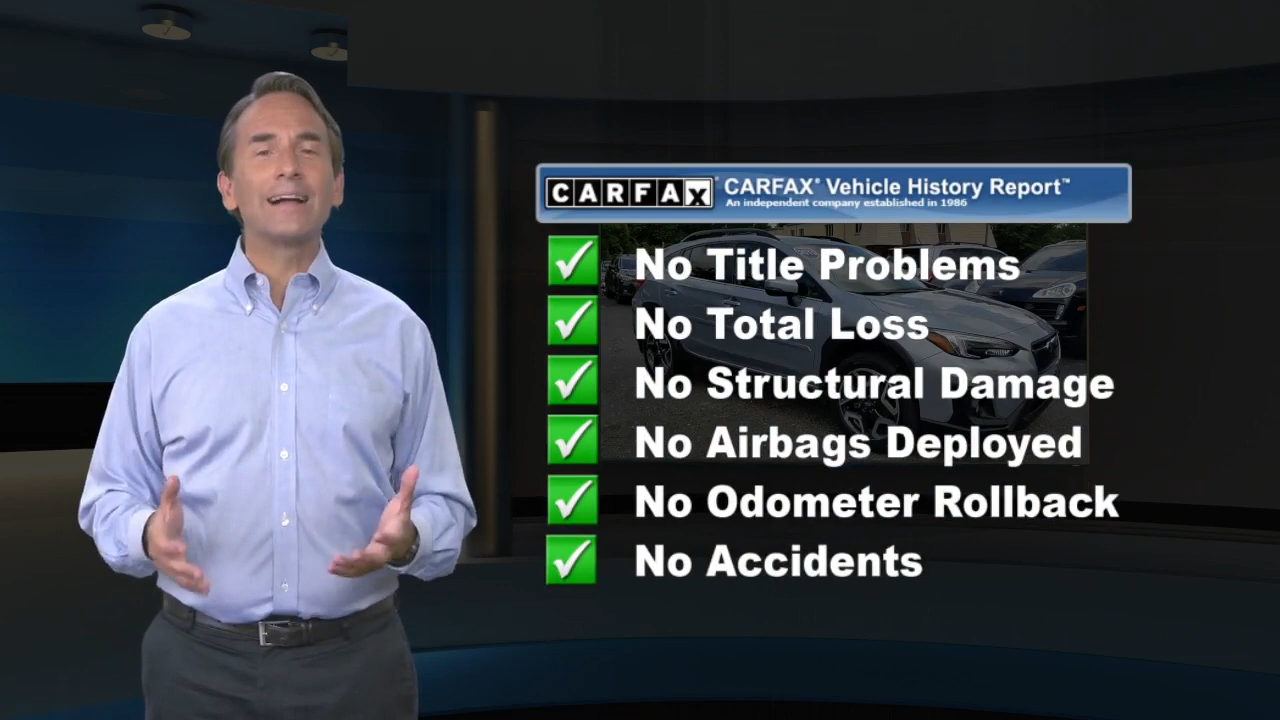 CARFAX® CARFAX® Vehicle History Report™
An independent company established in 1986
No Title Problems
No Total Loss
No Structural Damage
No Airbags Deployed
No Odometer Rollback
No Accidents